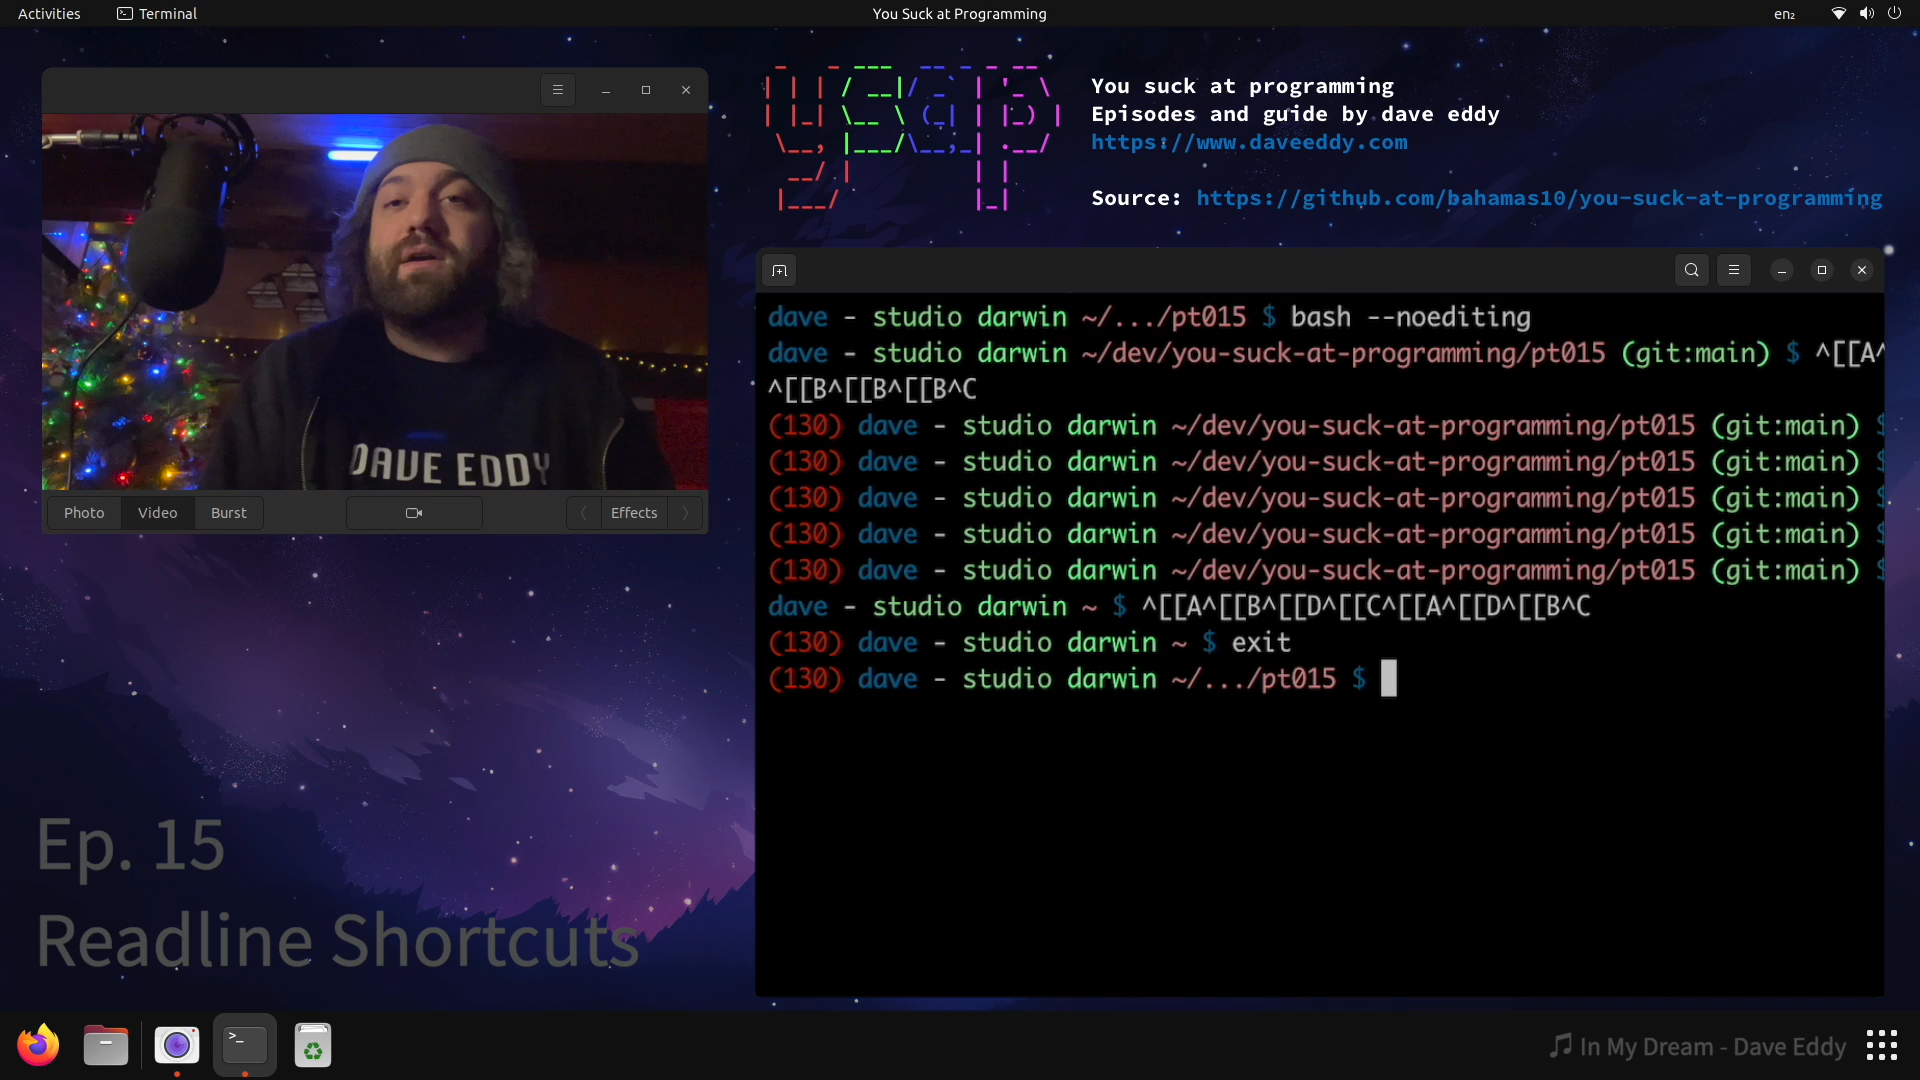 Activities
Terminal
You Suck at Programming
en₂
You suck at programming
Episodes and guide by dave eddy
https://www.daveeddy.com
Source: https://github.com/bahamas10/you-suck-at-programming
DAVE EDDY
Photo
Video
Burst
Effects
dave - studio darwin ~/.../pt015 $ bash --noediting
dave - studio darwin ~/dev/you-suck-at-programming/pt015 (git:main) $ ^[[A^
^[[B^[[B^[[B^C
(130) dave - studio darwin ~/dev/you-suck-at-programming/pt015 (git:main) $
(130) dave - studio darwin ~/dev/you-suck-at-programming/pt015 (git:main) $
(130) dave - studio darwin ~/dev/you-suck-at-programming/pt015 (git:main) $
(130) dave - studio darwin ~/dev/you-suck-at-programming/pt015 (git:main) $
(130) dave - studio darwin ~/dev/you-suck-at-programming/pt015 (git:main) $
dave - studio darwin ~ $ ^[[A^[[B^[[D^[[C^[[A^[[D^[[B^C
(130) dave - studio darwin ~ $ exit
(130) dave - studio darwin ~/.../pt015 $
Ep. 15
Readline Shortcuts
In My Dream - Dave Eddy